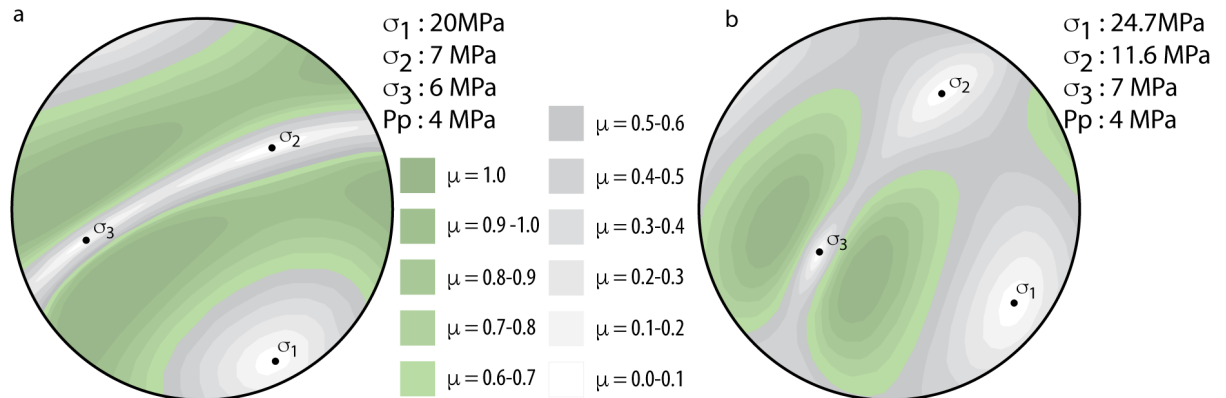 a
σ1 : 20MPa
σ2 : 7 MPa
σ3 : 6 MPa
Pp : 4 MPa
σ2
σ3
σ1
μ = 1.0
μ = 0.9 -1.0
μ = 0.8-0.9
μ = 0.7-0.8
μ = 0.6-0.7
μ = 0.5-0.6
μ = 0.4-0.5
μ = 0.3-0.4
μ = 0.2-0.3
μ = 0.1-0.2
μ = 0.0-0.1
b
σ1 : 24.7MPa
σ2 : 11.6 MPa
σ3 : 7 MPa
Pp : 4 MPa
σ2
σ3
σ1